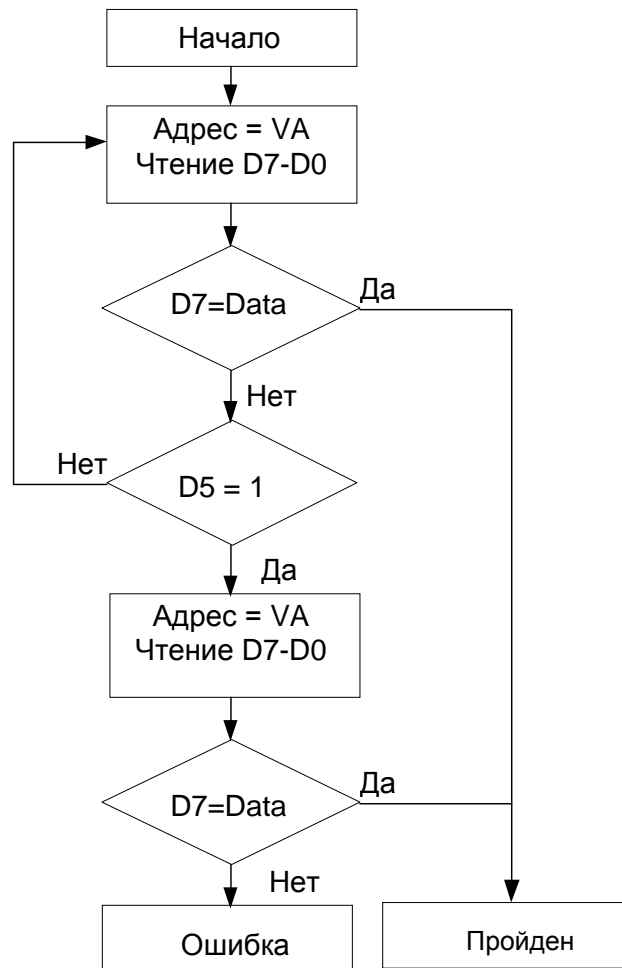 Начало
Адрес = VA
Чтение D7-D0
D7=Data
Да
Нет
D5 = 1
Нет
Да
Адрес = VA
Чтение D7-D0
D7=Data
Да
Нет
Ошибка
Пройден